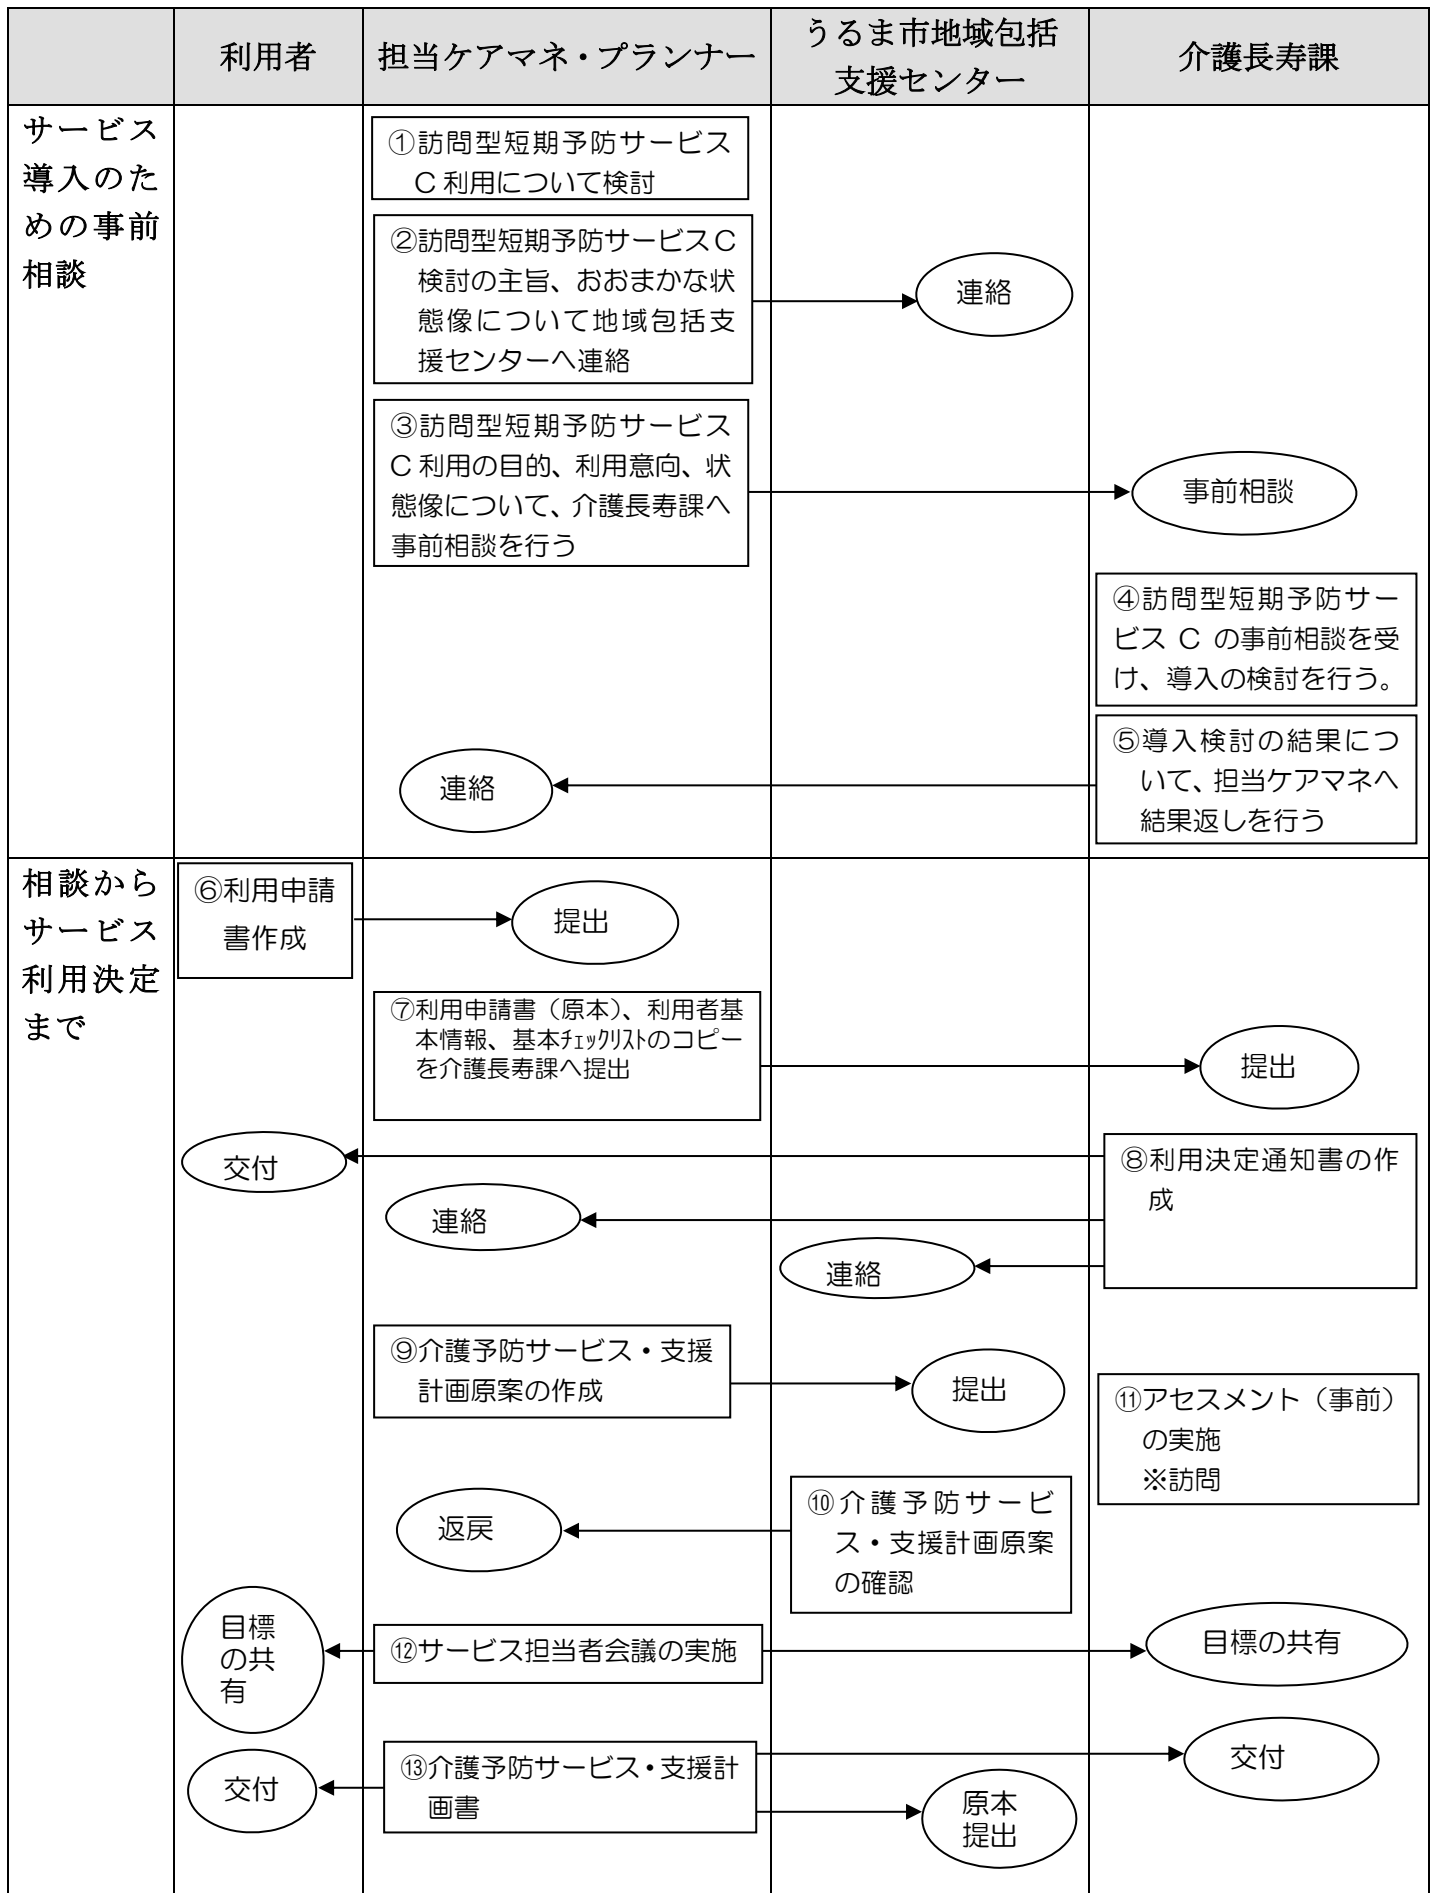 利用者
担当ケアマネ・プランナー
うるま市地域包括
支援センター
介護長寿課
サービス
導入のた
めの事前
相談
①訪問型短期予防サービス
C利用について検討
②訪問型短期予防サービスC
検討の主旨、おおまかな状
態像について地域包括支
援センターへ連絡
連絡
③訪問型短期予防サービス
C利用の目的、利用意向、状
態像について、介護長寿課へ
事前相談を行う
事前相談
④訪問型短期予防サー
ビス C の事前相談を受
け、導入の検討を行う。
⑤導入検討の結果につ
いて、担当ケアマネへ
結果返しを行う
連絡
相談から
サービス
利用決定
まで
⑥利用申請
書作成
提出
⑦利用申請書（原本）、利用者基
本情報、基本ﾁｪｯｸﾘｽﾄのコピー
を介護長寿課へ提出
提出
⑧利用決定通知書の作
成
交付
連絡
連絡
⑨介護予防サービス・支援
計画原案の作成
提出
⑪アセスメント（事前）
の実施
※訪問
⑩介護予防サービ
ス・支援計画原案
の確認
返戻
目標
の共
有
⑫サービス担当者会議の実施
目標の共有
交付
⑬介護予防サービス・支援計
画書
交付
原本
提出